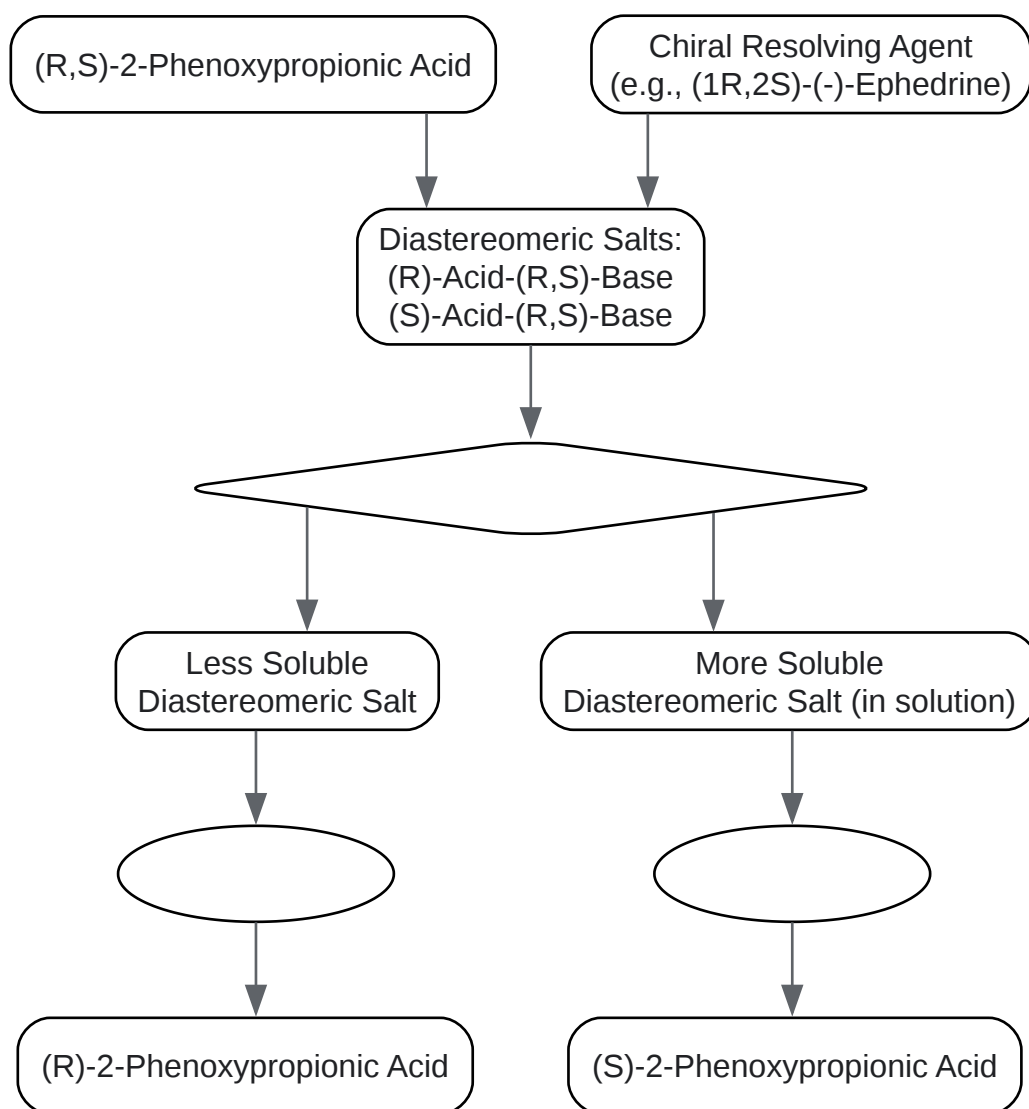 (R,S)-2-Phenoxypropionic Acid
Chiral Resolving Agent
(e.g., (1R,2S)-(-)-Ephedrine)
Diastereomeric Salts:
(R)-Acid-(R,S)-Base
(S)-Acid-(R,S)-Base
Less Soluble
Diastereomeric Salt
More Soluble
Diastereomeric Salt (in solution)
(R)-2-Phenoxypropionic Acid
(S)-2-Phenoxypropionic Acid